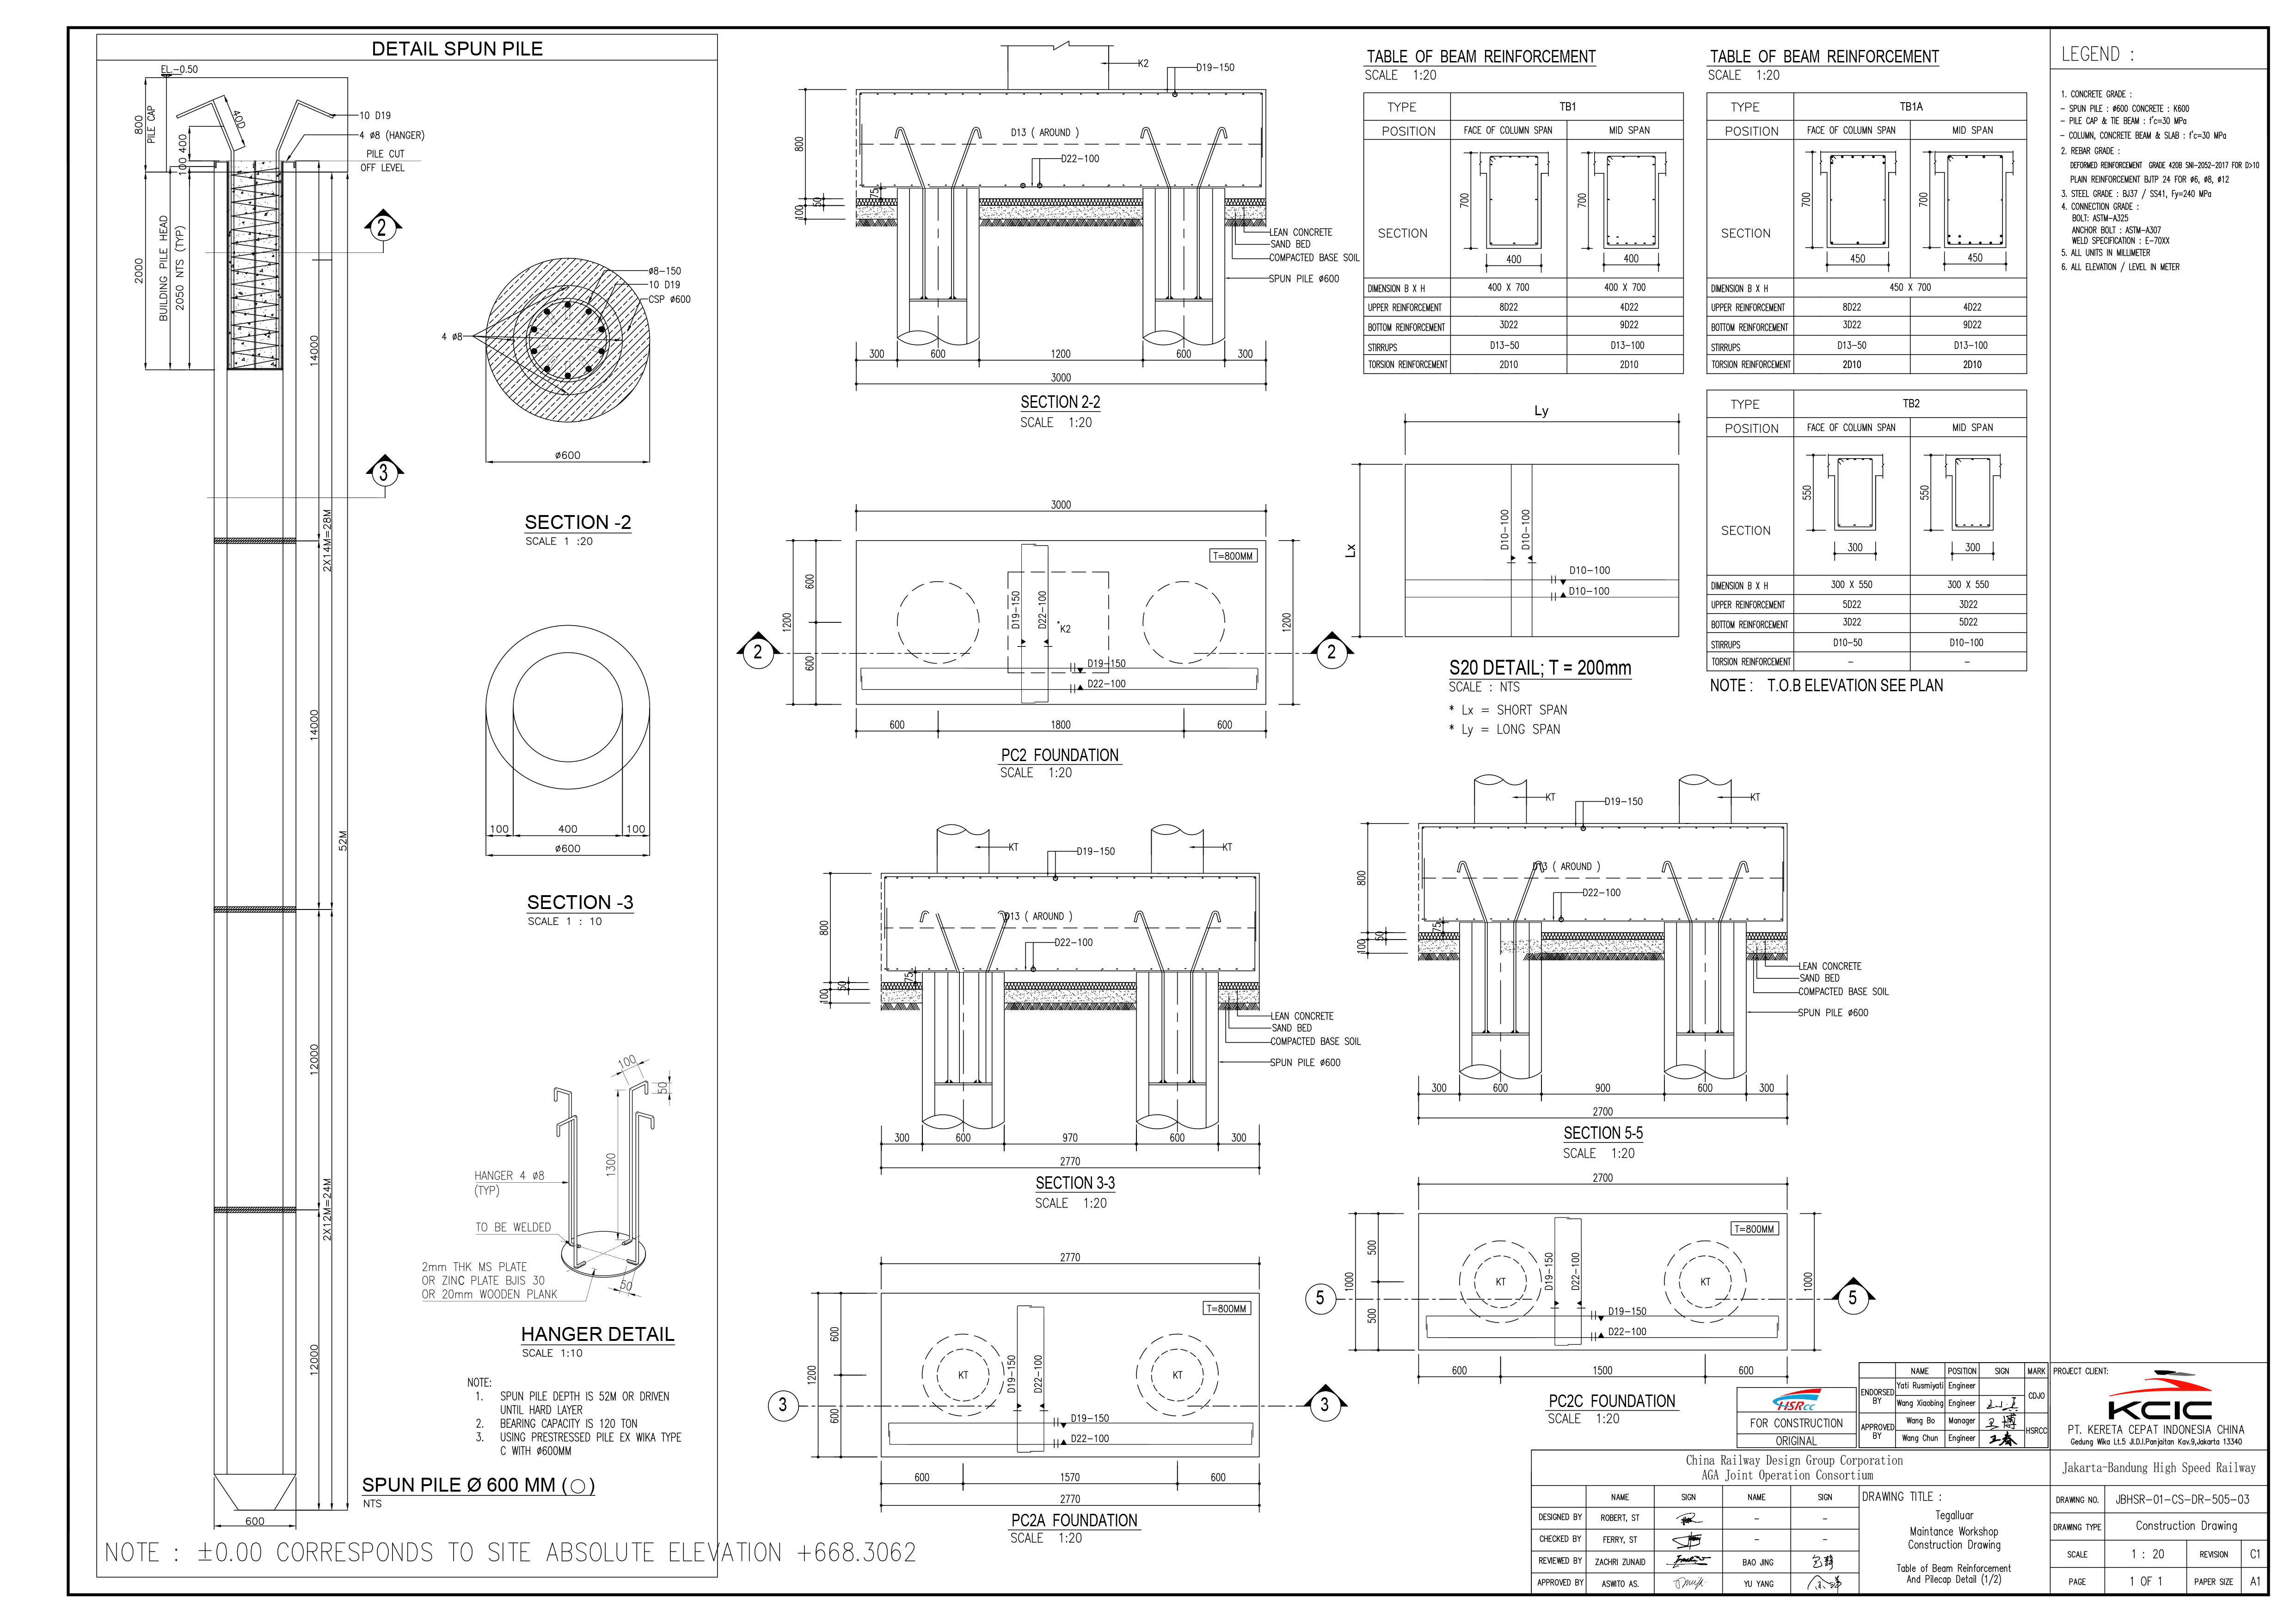 DETAIL SPUN PILE
EL.-0.50
800
PILE CAP
400
100
40D
10 D19
4 ø8 (HANGER)
PILE CUT
OFF LEVEL
2000
BUILDING PILE HEAD
2050 NTS (TYP)
2
3
14000
2X14M=28M
14000
52M
12000
2X12M=24M
12000
600
ø8-150
10 D19
CSP ø600
4 ø8
ø600
SECTION -2
SCALE 1 :20
100
400
100
ø600
SECTION -3
SCALE 1 : 10
100
50
1300
HANGER 4 ø8
(TYP)
TO BE WELDED
2mm THK MS PLATE
OR ZINC PLATE BJIS 30
OR 20mm WOODEN PLANK
50
HANGER DETAIL
SCALE 1:10
NOTE:
1. SPUN PILE DEPTH IS 52M OR DRIVEN
UNTIL HARD LAYER
2. BEARING CAPACITY IS 120 TON
3. USING PRESTRESSED PILE EX WIKA TYPE
C WITH ø600MM
SPUN PILE Ø 600 MM ( )
NTS
NOTE : ±0.00 CORRESPONDS TO SITE ABSOLUTE ELEVATION +668.3062
K2
D19-150
800
D13 ( AROUND )
D22-100
75
50
100
LEAN CONCRETE
SAND BED
COMPACTED BASE SOIL
SPUN PILE ø600
300 600 1200 600 300
3000
SECTION 2-2
SCALE 1:20
3000
T=800MM
600
1200
600
D19-150
D22-100
K2
1200
2
2
D19-150
D22-100
600 1800 600
PC2 FOUNDATION
SCALE 1:20
KT
KT
D19-150
800
D13 ( AROUND )
D22-100
75
50
100
LEAN CONCRETE
SAND BED
COMPACTED BASE SOIL
SPUN PILE ø600
300 600 970 600 300
2770
SECTION 3-3
SCALE 1:20
2770
T=800MM
600
1200
600
KT
D19-150
D22-100
KT
3
3
D19-150
D22-100
600 1570 600
2770
PC2A FOUNDATION
SCALE 1:20
TABLE OF BEAM REINFORCEMENT
SCALE 1:20
TYPE TB1
POSITION FACE OF COLUMN SPAN MID SPAN
SECTION 700 400 700 400
DIMENSION B X H 400 X 700 400 X 700
UPPER REINFORCEMENT 8D22 4D22
BOTTOM REINFORCEMENT 3D22 9D22
STIRRUPS D13-50 D13-100
TORSION REINFORCEMENT 2D10 2D10
TABLE OF BEAM REINFORCEMENT
SCALE 1:20
TYPE TB1A
POSITION FACE OF COLUMN SPAN MID SPAN
SECTION 700 450 700 450
DIMENSION B X H 450 X 700
UPPER REINFORCEMENT 8D22 4D22
BOTTOM REINFORCEMENT 3D22 9D22
STIRRUPS D13-50 D13-100
TORSION REINFORCEMENT 2D10 2D10
TYPE TB2
POSITION FACE OF COLUMN SPAN MID SPAN
SECTION 550 300 550 300
DIMENSION B X H 300 X 550 300 X 550
UPPER REINFORCEMENT 5D22 3D22
BOTTOM REINFORCEMENT 3D22 5D22
STIRRUPS D10-50 D10-100
TORSION REINFORCEMENT - -
NOTE : T.O.B ELEVATION SEE PLAN
Ly
Lx
D10-100
D10-100
D10-100
D10-100
S20 DETAIL; T = 200mm
SCALE : NTS
* Lx = SHORT SPAN
* Ly = LONG SPAN
KT
KT
D19-150
800
D13 ( AROUND )
D22-100
75
50
100
LEAN CONCRETE
SAND BED
COMPACTED BASE SOIL
SPUN PILE ø600
300 600 900 600 300
2700
SECTION 5-5
SCALE 1:20
2700
T=800MM
500
1000
500
KT
D19-150
D22-100
KT
1000
5
5
D19-150
D22-100
600 1500 600
PC2C FOUNDATION
SCALE 1:20
LEGEND :
1. CONCRETE GRADE :
- SPUN PILE : ø600 CONCRETE : K600
- PILE CAP & TIE BEAM : f'c=30 MPa
- COLUMN, CONCRETE BEAM & SLAB : f'c=30 MPa
2. REBAR GRADE :
DEFORMED REINFORCEMENT GRADE 420B SNI-2052-2017 FOR D>10
PLAIN REINFORCEMENT BJTP 24 FOR ø6, ø8, ø12
3. STEEL GRADE : BJ37 / SS41, Fy=240 MPa
4. CONNECTION GRADE :
BOLT: ASTM-A325
ANCHOR BOLT : ASTM-A307
WELD SPECIFICATION : E-70XX
5. ALL UNITS IN MILLIMETER
6. ALL ELEVATION / LEVEL IN METER
HSRCC
FOR CONSTRUCTION
ORIGINAL
NAME POSITION SIGN MARK
ENDORSED BY
Yati Rusmiyati Engineer
Wang Xiaobing Engineer
CDJO
APPROVED BY
Wang Bo Manager 王博
Wang Chun Engineer 王春
HSRCC
PROJECT CLIENT:
KCIC
PT. KERETA CEPAT INDONESIA CHINA
Gedung Wika Lt.5 Jl.D.I.Panjaitan Kav.9,Jakarta 13340
China Railway Design Group Corporation
AGA Joint Operation Consortium
NAME SIGN NAME SIGN
DESIGNED BY ROBERT, ST - -
CHECKED BY FERRY, ST - -
REVIEWED BY ZACHRI ZUNAID BAO JING
APPROVED BY ASWITO AS. YU YANG
DRAWING TITLE :
Tegalluar
Maintance Workshop
Construction Drawing
Table of Beam Reinforcement
And Pilecap Detail (1/2)
Jakarta-Bandung High Speed Railway
DRAWING NO. JBHSR-01-CS-DR-505-03
DRAWING TYPE Construction Drawing
SCALE 1 : 20 REVISION C1
PAGE 1 OF 1 PAPER SIZE A1